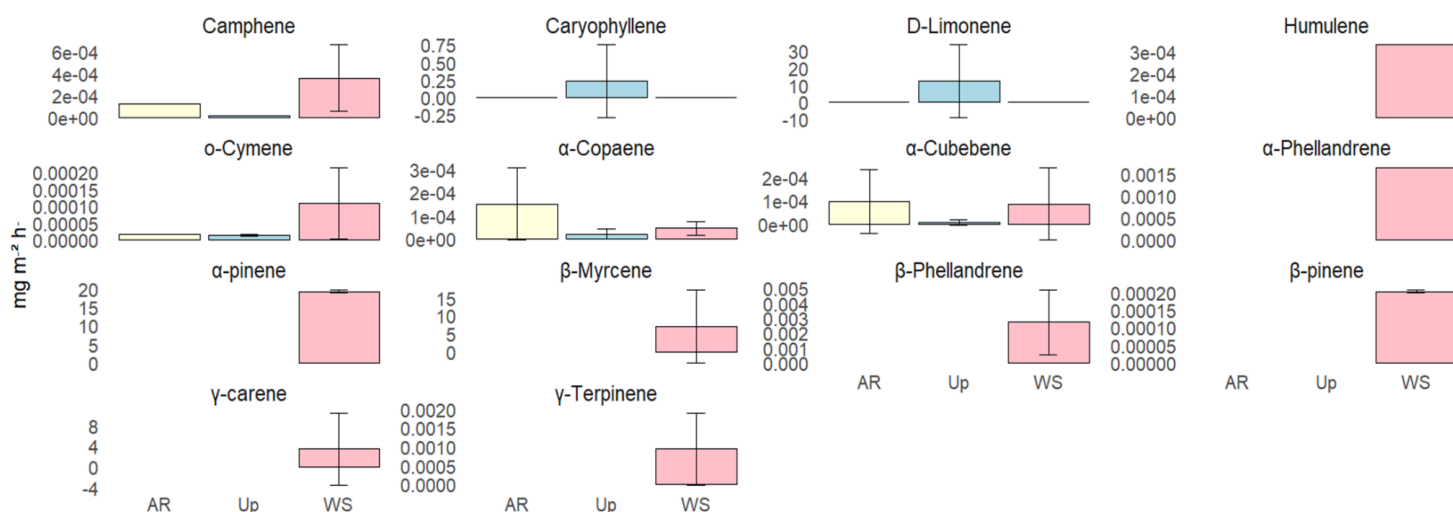 Camphene
6e-04
4e-04
2e-04
0e+00
Caryophyllene
0.75
0.50
0.25
0.00
-0.25
D-Limonene
30
20
10
0
-10
Humulene
3e-04
2e-04
1e-04
0e+00
o-Cymene
0.00020
0.00015
0.00010
0.00005
0.00000
α-Copaene
3e-04
2e-04
1e-04
0e+00
α-Cubebene
2e-04
1e-04
0e+00
α-Phellandrene
0.0015
0.0010
0.0005
0.0000
mg m⁻² h⁻
α-pinene
20
15
10
5
0
β-Myrcene
15
10
5
0
β-Phellandrene
0.005
0.004
0.003
0.002
0.001
0.000
AR Up WS
β-pinene
0.00020
0.00015
0.00010
0.00005
0.00000
AR Up WS
γ-carene
8
4
0
-4
AR Up WS
γ-Terpinene
0.0020
0.0015
0.0010
0.0005
0.0000
AR Up WS